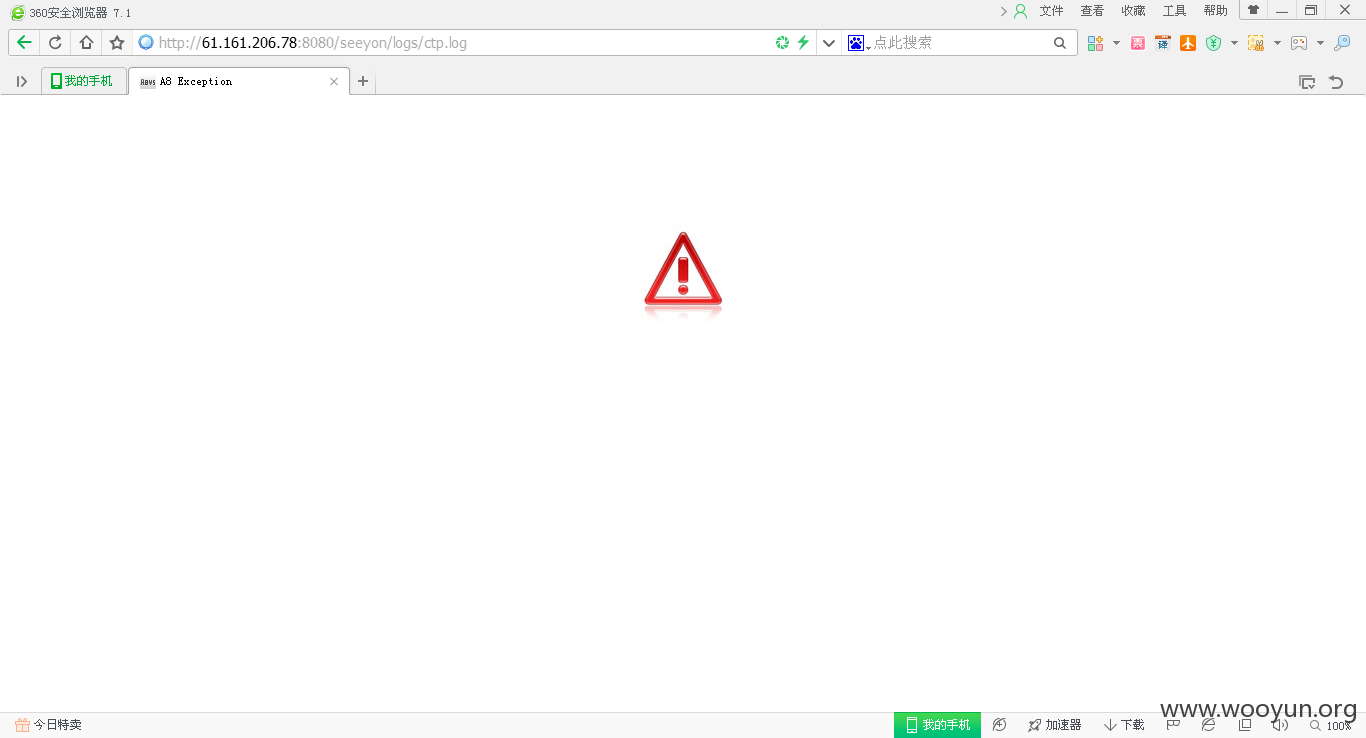 360安全浏览器 7.1
文件 查看 收藏 工具 帮助
http://61.161.206.78:8080/seeyon/logs/ctp.log
点此搜索
我的手机
A8 Exception
今日特卖
我的手机
加速器
下载
100%
www.wooyun.org